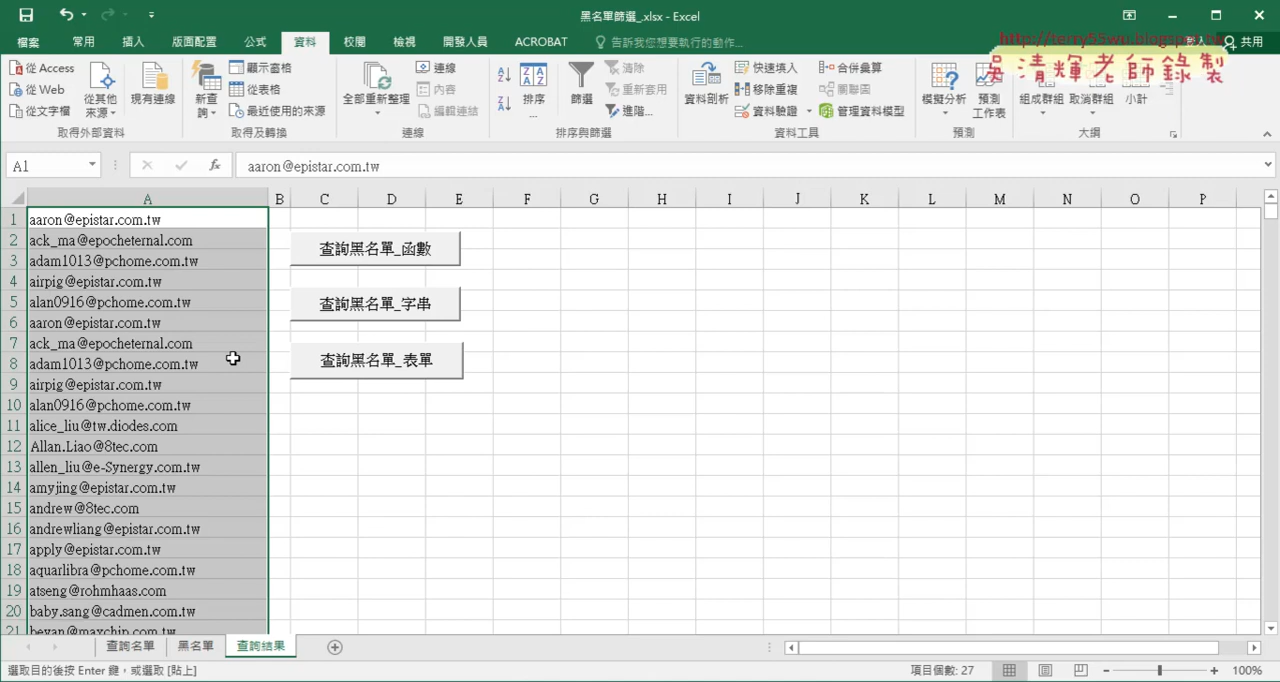 黑名單篩選_.xlsx - Excel
檔案 常用 插入 版面配置 公式 資料 校閱 檢視 開發人員 ACROBAT 告訴我您想要執行的動作... 登入 共用
http://terry55wu.blogspot.tw
吳清輝老師錄製
從 Access
從 Web
從文字檔
從其他來源
現有連線
取得外部資料
新查詢
顯示查詢
從表格
最近使用的來源
取得及轉換
全部重新整理
連線
內容
編輯連結
連線
排序...
篩選
清除
重新套用
進階...
排序與篩選
資料剖析
快速填入
移除重複
資料驗證
合併彙算
關聯圖
管理資料模型
資料工具
模擬分析
預測工作表
預測
組成群組
取消群組
小計
大綱
A1
fx
aaron@epistar.com.tw
A B C D E F G H I J K L M N O P
1 aaron@epistar.com.tw
2 ack_ma@epocheternal.com
3 adam1013@pchome.com.tw
4 airpig@epistar.com.tw
5 alan0916@pchome.com.tw
6 aaron@epistar.com.tw
7 ack_ma@epocheternal.com
8 adam1013@pchome.com.tw
9 airpig@epistar.com.tw
10 alan0916@pchome.com.tw
11 alice_liu@tw.diodes.com
12 Allan.Liao@8tec.com
13 allen_liu@e-Synergy.com.tw
14 amyjing@epistar.com.tw
15 andrew@8tec.com
16 andrewliang@epistar.com.tw
17 apply@epistar.com.tw
18 aquarlibra@pchome.com.tw
19 atseng@rohmhaas.com
20 baby.sang@cadmen.com.tw
21 bevan@maxchip.com.tw
查詢黑名單_函數
查詢黑名單_字串
查詢黑名單_表單
查詢名單 黑名單 查詢結果
選取目的後按 Enter 鍵，或選取 [貼上]
項目個數: 27
100%